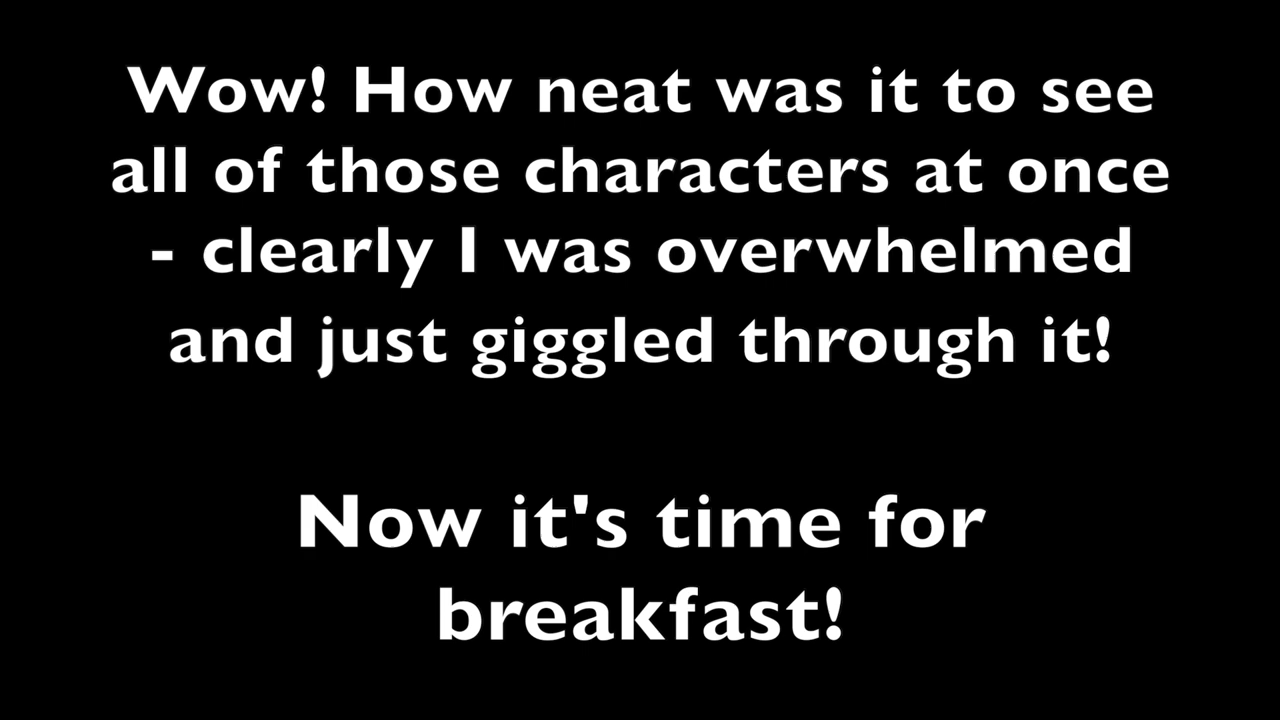 Wow! How neat was it to see
all of those characters at once
- clearly I was overwhelmed
and just giggled through it!
Now it's time for
breakfast!